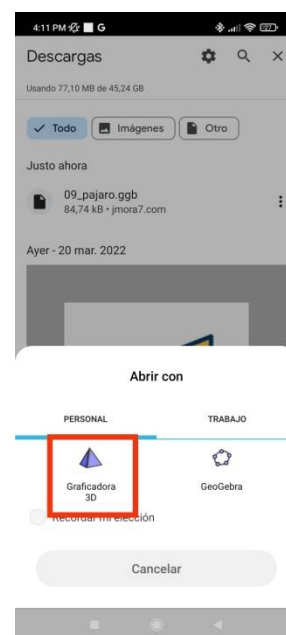 4:11 PM G 27
Descargas
Usando 77,10 MB de 45,24 GB
Todo Imágenes Otro
Justo ahora
09_pajaro.ggb
84,74 kB • jmora7.com
Ayer - 20 mar. 2022
Abrir con
PERSONAL TRABAJO
Graficadora
3D
GeoGebra
Recordar mi elección
Cancelar